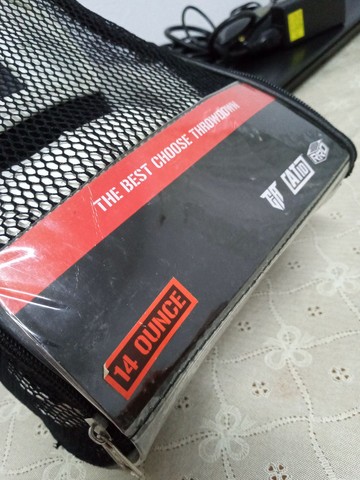 THE BEST CHOOSE THROWDOWN
14 OUNCE